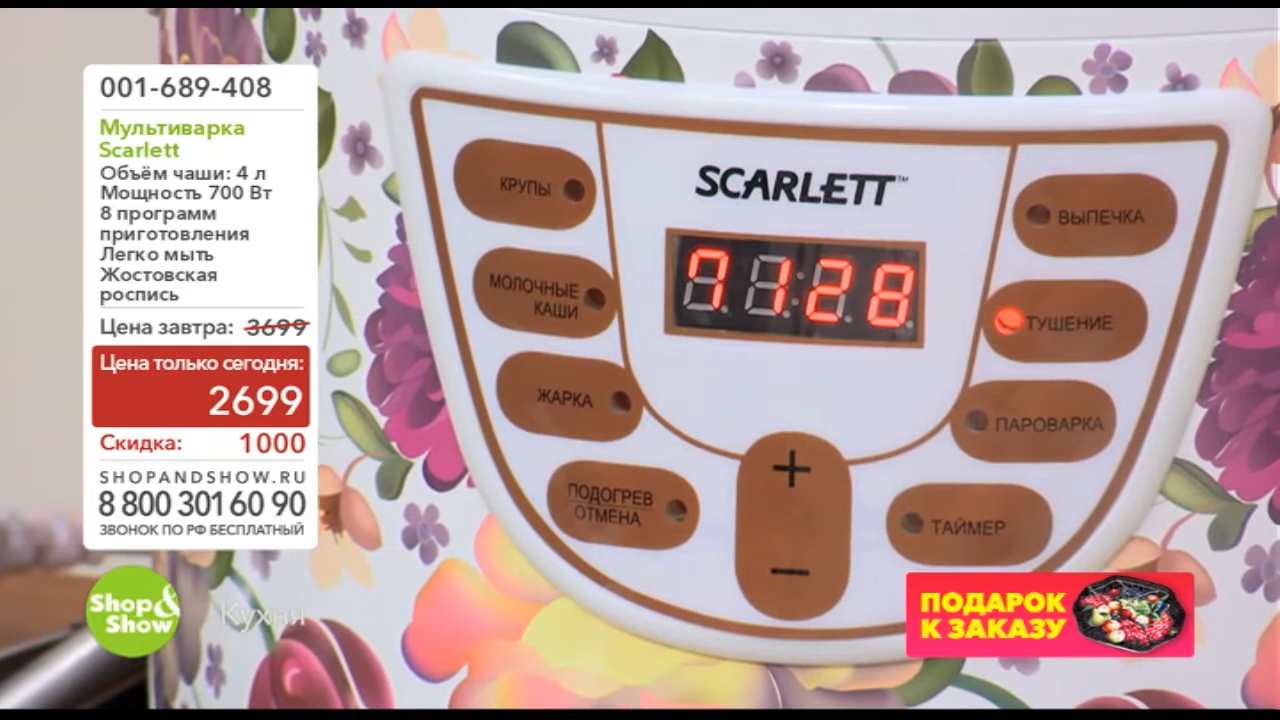 001-689-408
Мультиварка
Scarlett
Объём чаши: 4 л
Мощность 700 Вт
8 программ
приготовления
Легко мыть
Жостовская
роспись
Цена завтра: 3699
Цена только сегодня:
2699
Скидка: 1000
SHOPANDSHOW.RU
8 800 301 60 90
ЗВОНОК ПО РФ БЕСПЛАТНЫЙ
Shop&
Show
Кухня
SCARLETT™
7128
КРУПЫ
МОЛОЧНЫЕ
КАШИ
ЖАРКА
ПОДОГРЕВ
ОТМЕНА
+
−
ВЫПЕЧКА
ТУШЕНИЕ
ПАРОВАРКА
ТАЙМЕР
ПОДАРОК
К ЗАКАЗУ